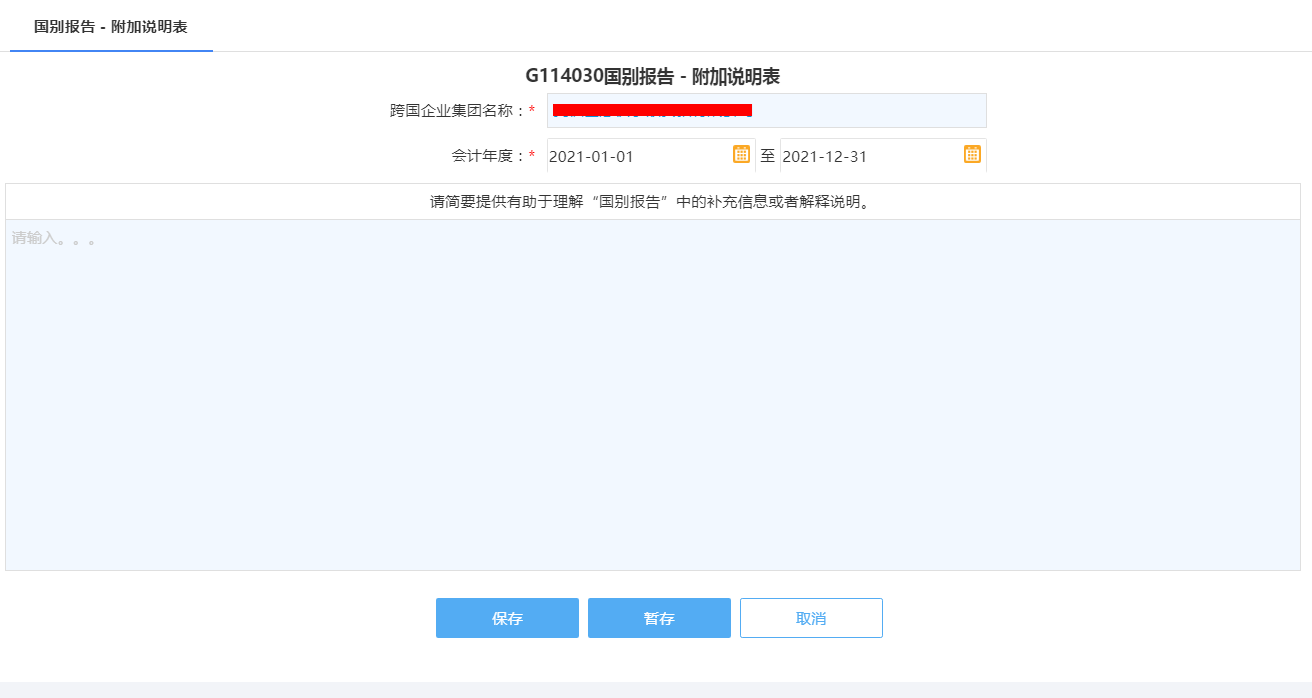 国别报告 - 附加说明表
G114030国别报告 - 附加说明表
跨国企业集团名称：*
会计年度：* 2021-01-01 至 2021-12-31
请简要提供有助于理解“国别报告”中的补充信息或者解释说明。
请输入。。。
保存 暂存 取消